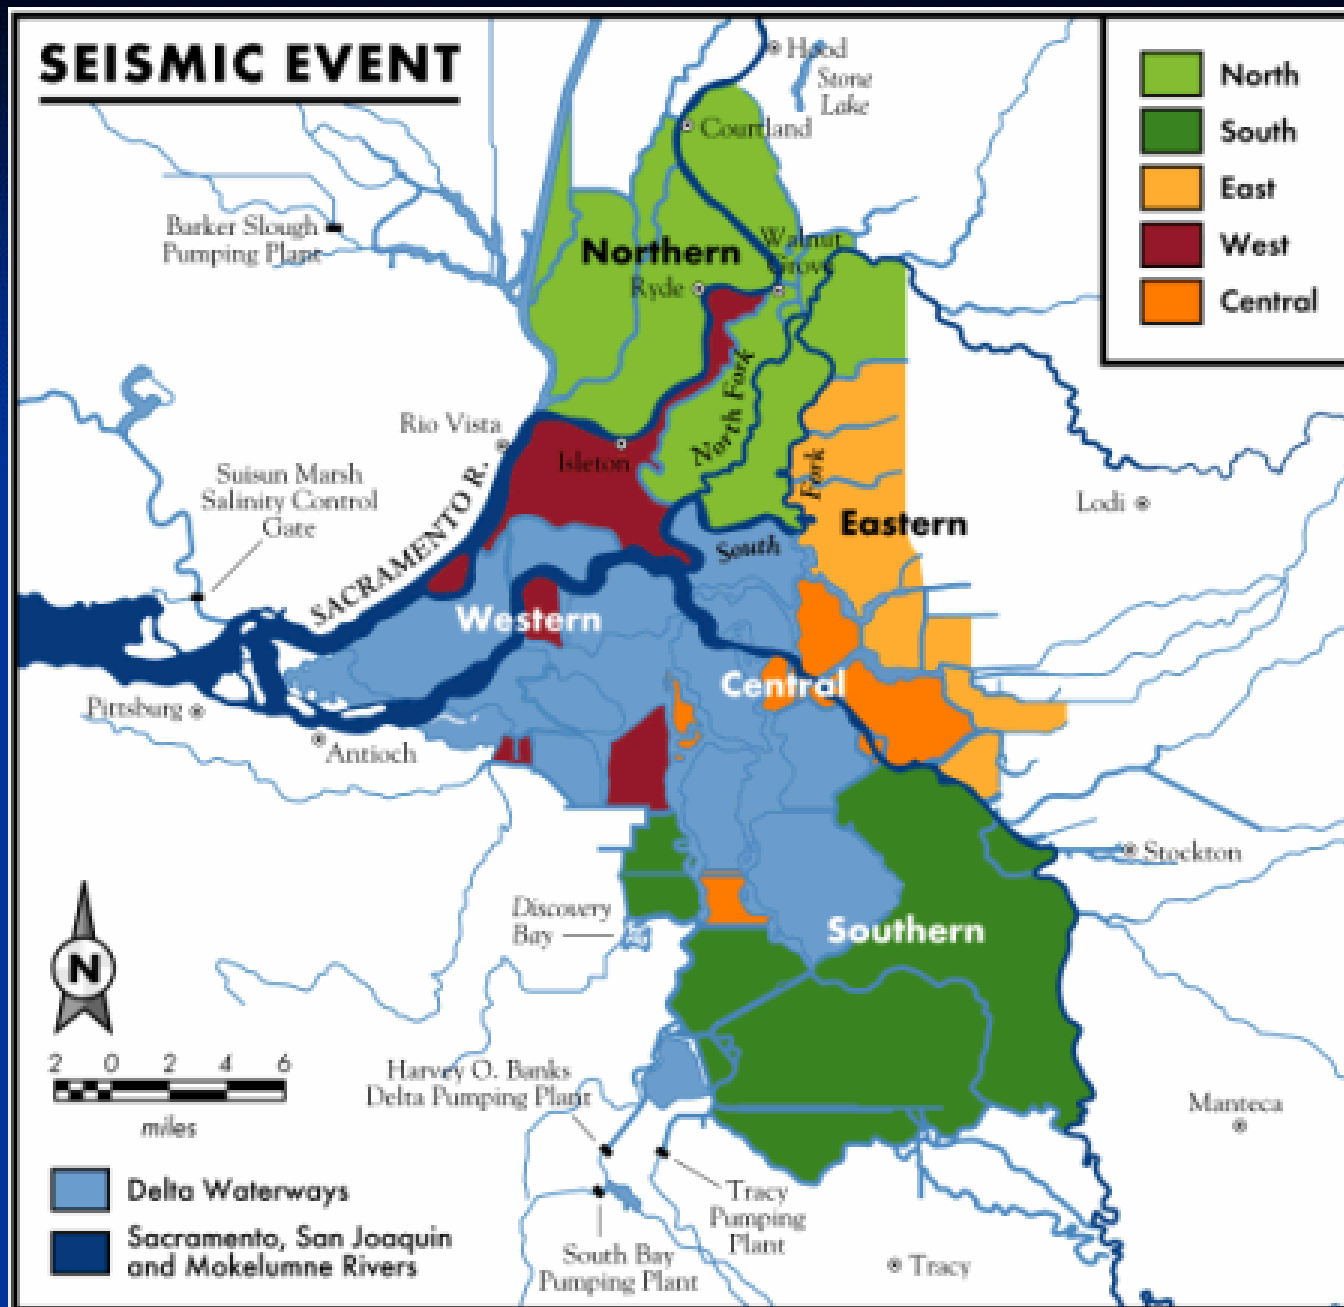 SEISMIC EVENT
Hood
Stone
Lake
Courtland
North
South
East
West
Central
Barker Slough
Pumping Plant
Northern
Walnut
Grove
Ryde
North Fork
Rio Vista
Isleton
Fork
Suisun Marsh
Salinity Control
Gate
SACRAMENTO R.
Lodi
Eastern
South
Western
Central
Pittsburg
Antioch
Stockton
Discovery
Bay
Southern
N
2 0 2 4 6
miles
Harvey O. Banks
Delta Pumping Plant
Manteca
Delta Waterways
Sacramento, San Joaquin
and Mokelumne Rivers
Tracy
Pumping
Plant
South Bay
Pumping Plant
Tracy